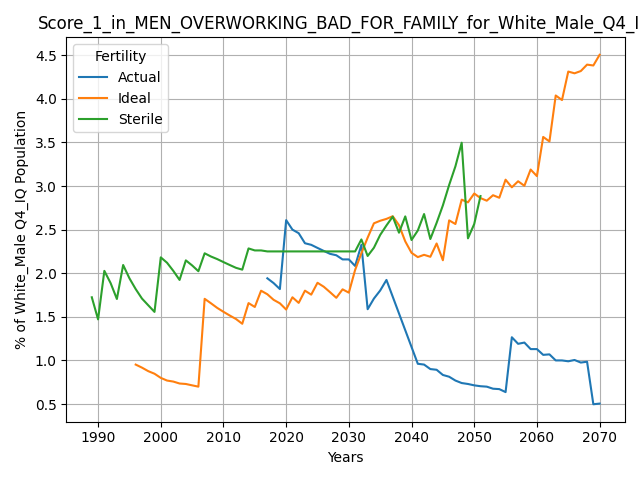 Score_1_in_MEN_OVERWORKING_BAD_FOR_FAMILY_for_White_Male_Q4_I
Fertility
Actual
Ideal
Sterile
% of White_Male Q4_IQ Population
4.5
4.0
3.5
3.0
2.5
2.0
1.5
1.0
0.5
1990 2000 2010 2020 2030 2040 2050 2060 2070
Years